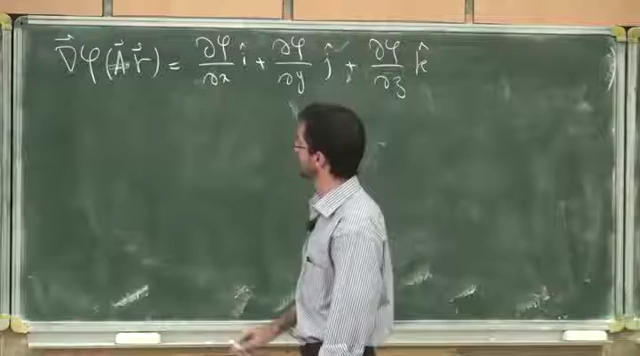 ∇⃗φ(A⃗·r⃗) = ∂φ/∂x î + ∂φ/∂y ĵ + ∂φ/∂z k̂